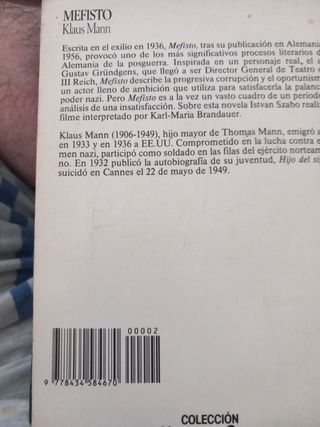 MEFISTO
Klaus Mann
Escrita en el exilio en 1936, Mefisto, tras su publicación en Alemania
1956, provocó uno de los más significativos procesos literarios d
Alemania de la posguerra. Inspirada en un personaje real, el a
Gustav Gründgens, que llegó a ser Director General de Teatro
III Reich, Mefisto describe la progresiva corrupción y el oportunism
un actor lleno de ambición que utiliza para satisfacerla la palanc
poder nazi. Pero Mefisto es a la vez un vasto cuadro de un periodo
análisis de una insatisfacción. Sobre esta novela Istvan Szabo reali
filme interpretado por Karl-Maria Brandauer.
Klaus Mann (1906-1949), hijo mayor de Thomas Mann, emigró a
en 1933 y en 1936 a EE.UU. Comprometido en la lucha contra e
men nazi, participó como soldado en las filas del ejército norteam
no. En 1932 publicó la autobiografía de su juventud, Hijo del si
suicidó en Cannes el 22 de mayo de 1949.
00002
9 778434 584670
COLECCIÓN